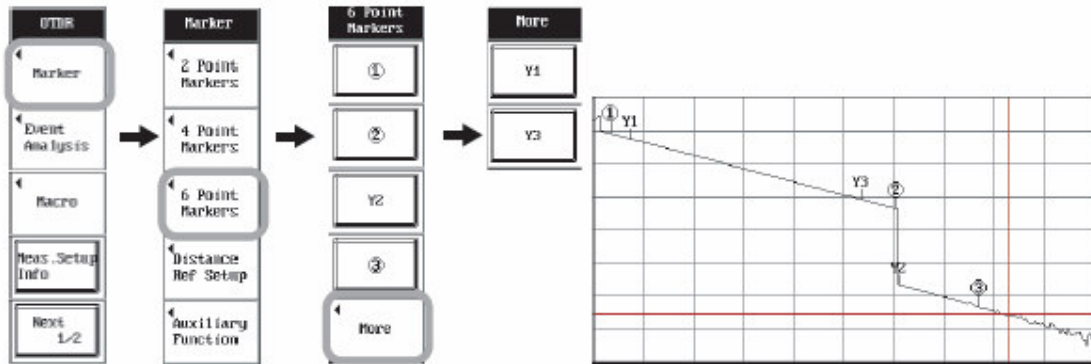 OTDR
Marker
Event
Analysis
Macro
Meas.Setup
Info
Next
1/2
Marker
2 Point
Markers
4 Point
Markers
6 Point
Markers
Distance
Ref Setup
Auxiliary
Function
6 Point
Markers
①
②
Y2
③
More
More
Y1
Y3
① Y1
Y3 ②
Y2
③